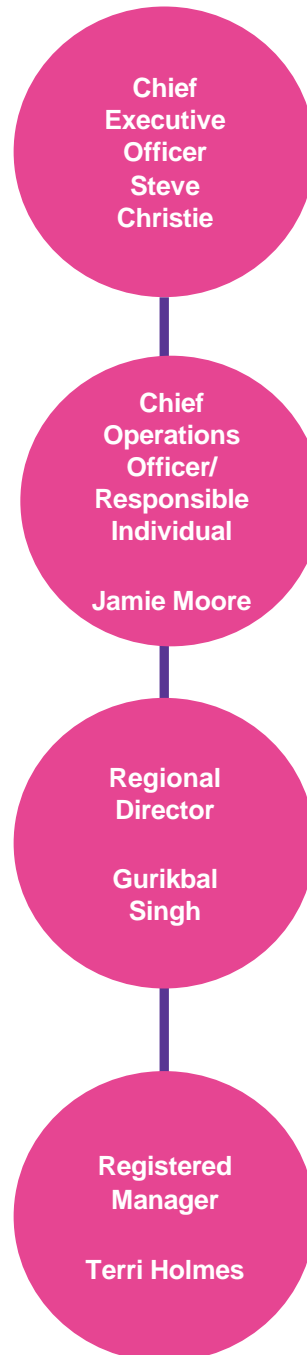 Chief
Executive
Officer
Steve
Christie
Chief
Operations
Officer/
Responsible
Individual
Jamie Moore
Regional
Director
Gurikbal
Singh
Registered
Manager
Terri Holmes